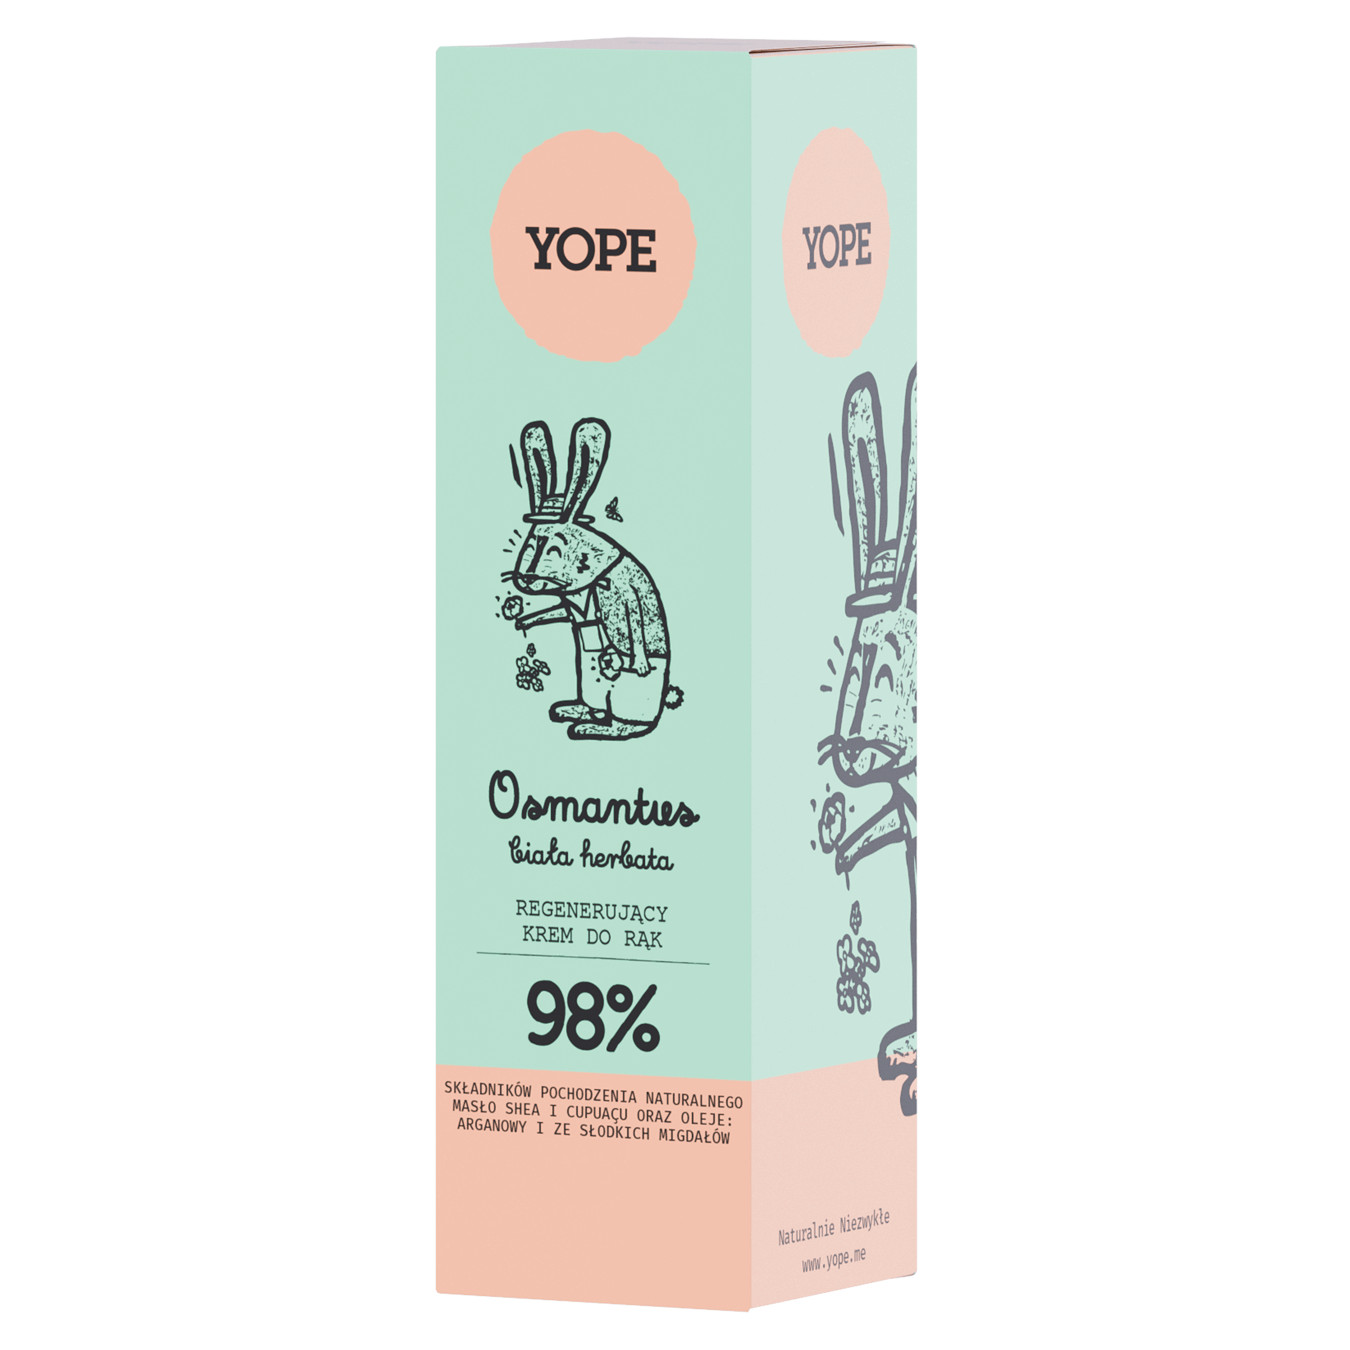 YOPE
Osmantus
biała herbata
REGENERUJĄCY
KREM DO RĄK
98%
SKŁADNIKÓW POCHODZENIA NATURALNEGO
MASŁO SHEA I CUPUAÇU ORAZ OLEJE:
ARGANOWY I ZE SŁODKICH MIGDAŁÓW
YOPE
Naturalnie Niezwykłe
www.yope.me